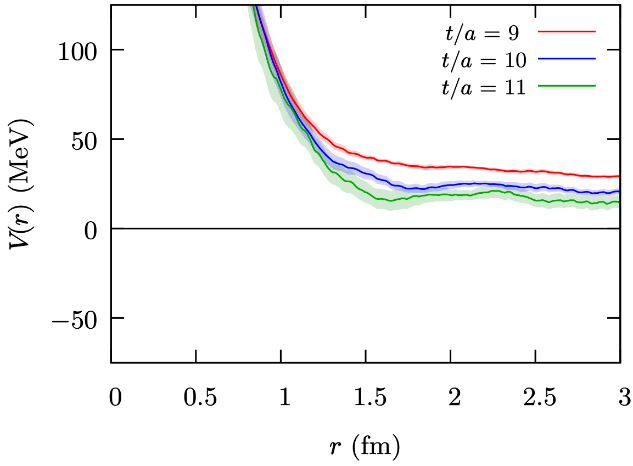 t/a = 9
t/a = 10
t/a = 11
100
50
0
−50
V(r) (MeV)
0 0.5 1 1.5 2 2.5 3
r (fm)